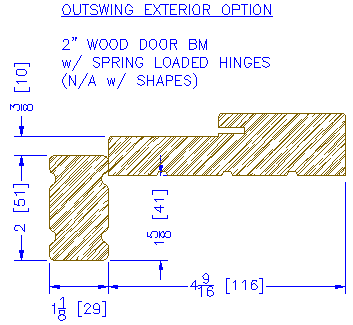 OUTSWING EXTERIOR OPTION
2" WOOD DOOR BM
w/ SPRING LOADED HINGES
(N/A w/ SHAPES)
3/8 [10]
2 [51]
1 5/8 [41]
4 9/16 [116]
1 1/8 [29]